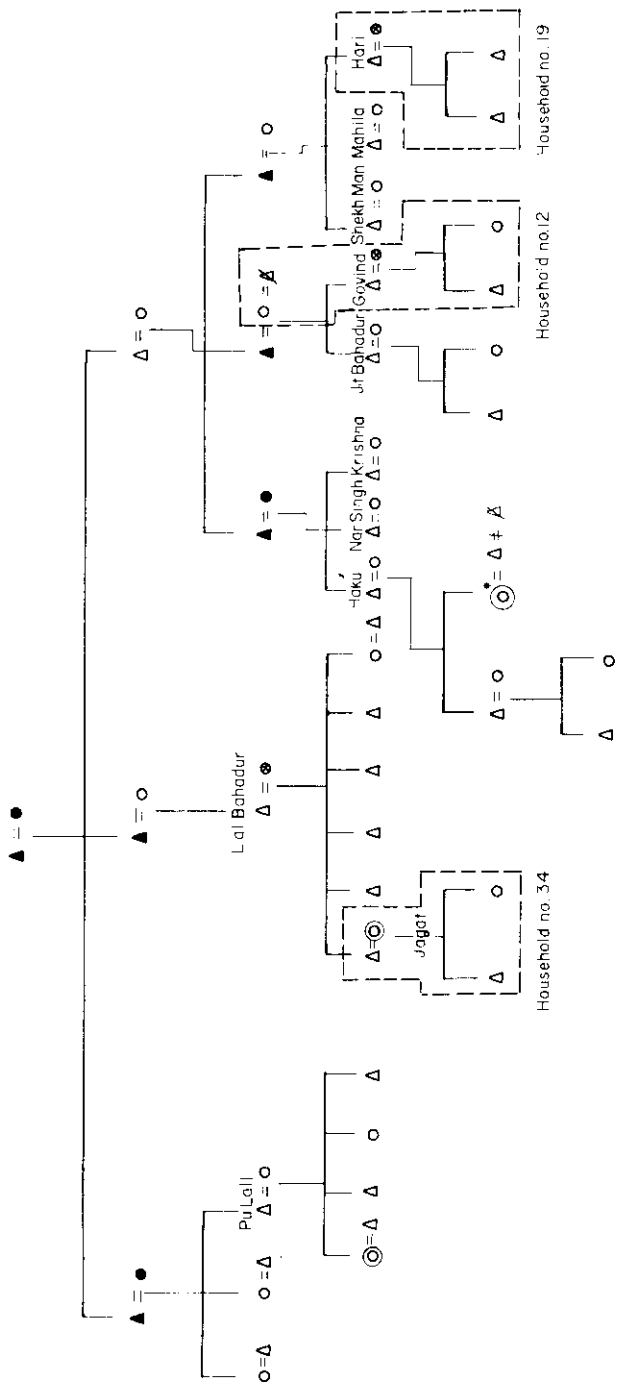 Pu Lall
Lal Bahadur
Jagat
Household no. 34
Haku
Nar Singh
Krishna
Jit Bahadur
Govind
Household no.12
Shekh Man
Mahila
Hari
Household no.19